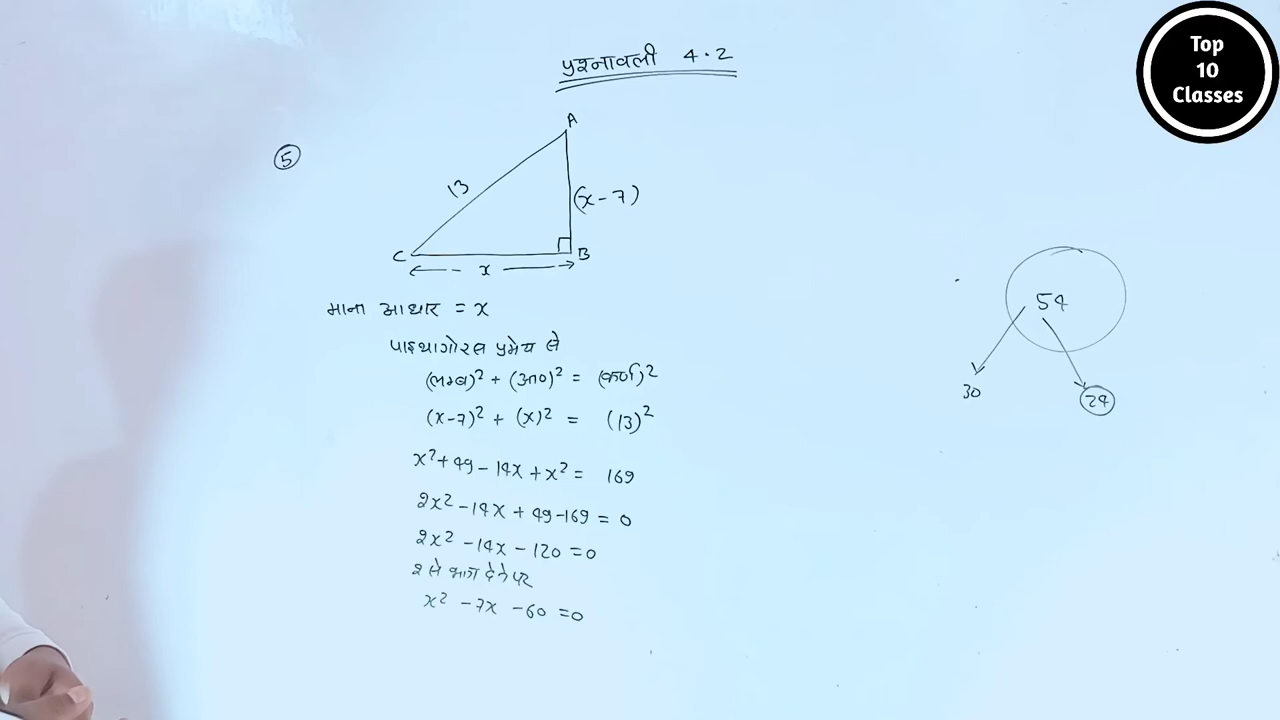 Top
10
Classes
प्रश्नावली 4.2
5
A
13
(x-7)
C
B
x
माना आधार = x
पाइथागोरस प्रमेय से
(लम्ब)² + (आ०)² = (कर्ण)²
(x-7)² + (x)² = (13)²
x² + 49 - 14x + x² = 169
2x² - 14x + 49 - 169 = 0
2x² - 14x - 120 = 0
2 से भाग देने पर
x² - 7x - 60 = 0
54
30
24